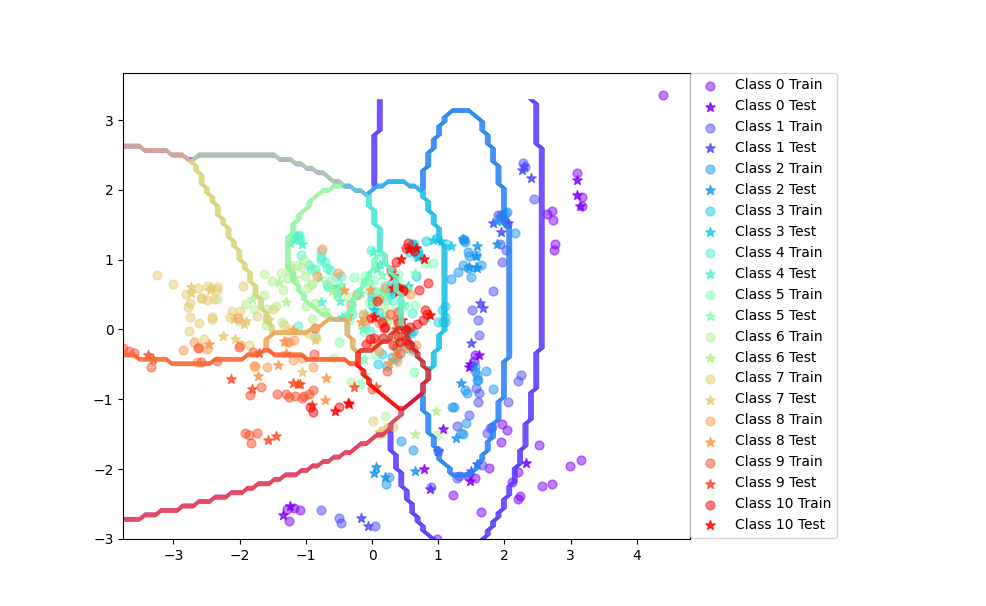 3
2
1
0
−1
−2
−3
−3
−2
−1
0
1
2
3
4
Class 0 Train
Class 0 Test
Class 1 Train
Class 1 Test
Class 2 Train
Class 2 Test
Class 3 Train
Class 3 Test
Class 4 Train
Class 4 Test
Class 5 Train
Class 5 Test
Class 6 Train
Class 6 Test
Class 7 Train
Class 7 Test
Class 8 Train
Class 8 Test
Class 9 Train
Class 9 Test
Class 10 Train
Class 10 Test